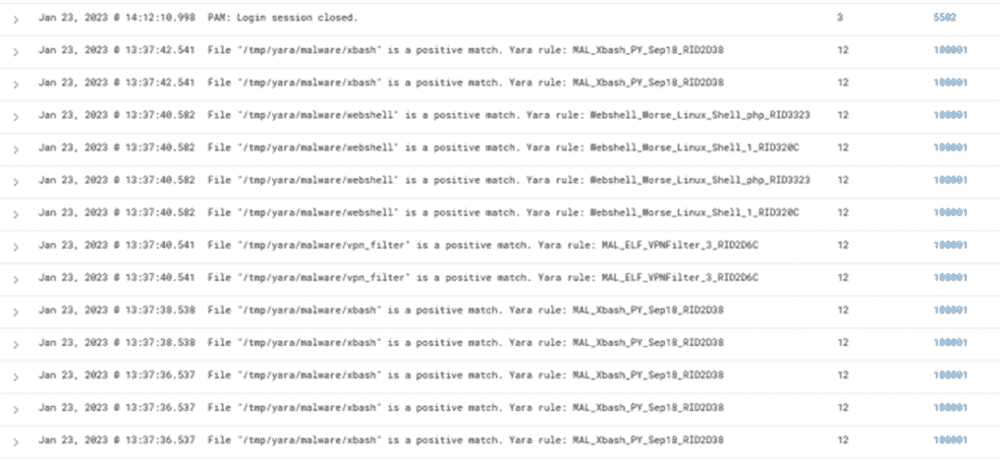 Jan 23, 2023 @ 14:12:10.998 PAM: Login session closed. 3 5502
Jan 23, 2023 @ 13:37:42.541 File "/tmp/yara/malware/xbash" is a positive match. Yara rule: MAL_Xbash_PY_Sep18_RID2D38 12 108001
Jan 23, 2023 @ 13:37:42.541 File "/tmp/yara/malware/xbash" is a positive match. Yara rule: MAL_Xbash_PY_Sep18_RID2D38 12 108001
Jan 23, 2023 @ 13:37:40.582 File "/tmp/yara/malware/webshell" is a positive match. Yara rule: Webshell_Worse_Linux_Shell_php_RID3323 12 108001
Jan 23, 2023 @ 13:37:40.582 File "/tmp/yara/malware/webshell" is a positive match. Yara rule: Webshell_Worse_Linux_Shell_1_RID320C 12 108001
Jan 23, 2023 @ 13:37:40.582 File "/tmp/yara/malware/webshell" is a positive match. Yara rule: Webshell_Worse_Linux_Shell_php_RID3323 12 108001
Jan 23, 2023 @ 13:37:40.582 File "/tmp/yara/malware/webshell" is a positive match. Yara rule: Webshell_Worse_Linux_Shell_1_RID320C 12 108001
Jan 23, 2023 @ 13:37:40.541 File "/tmp/yara/malware/vpn_filter" is a positive match. Yara rule: MAL_ELF_VPNFilter_3_RID2D6C 12 108001
Jan 23, 2023 @ 13:37:40.541 File "/tmp/yara/malware/vpn_filter" is a positive match. Yara rule: MAL_ELF_VPNFilter_3_RID2D6C 12 108001
Jan 23, 2023 @ 13:37:38.538 File "/tmp/yara/malware/xbash" is a positive match. Yara rule: MAL_Xbash_PY_Sep18_RID2D38 12 108001
Jan 23, 2023 @ 13:37:38.538 File "/tmp/yara/malware/xbash" is a positive match. Yara rule: MAL_Xbash_PY_Sep18_RID2D38 12 108001
Jan 23, 2023 @ 13:37:36.537 File "/tmp/yara/malware/xbash" is a positive match. Yara rule: MAL_Xbash_PY_Sep18_RID2D38 12 108001
Jan 23, 2023 @ 13:37:36.537 File "/tmp/yara/malware/xbash" is a positive match. Yara rule: MAL_Xbash_PY_Sep18_RID2D38 12 108001
Jan 23, 2023 @ 13:37:36.537 File "/tmp/yara/malware/xbash" is a positive match. Yara rule: MAL_Xbash_PY_Sep18_RID2D38 12 108001